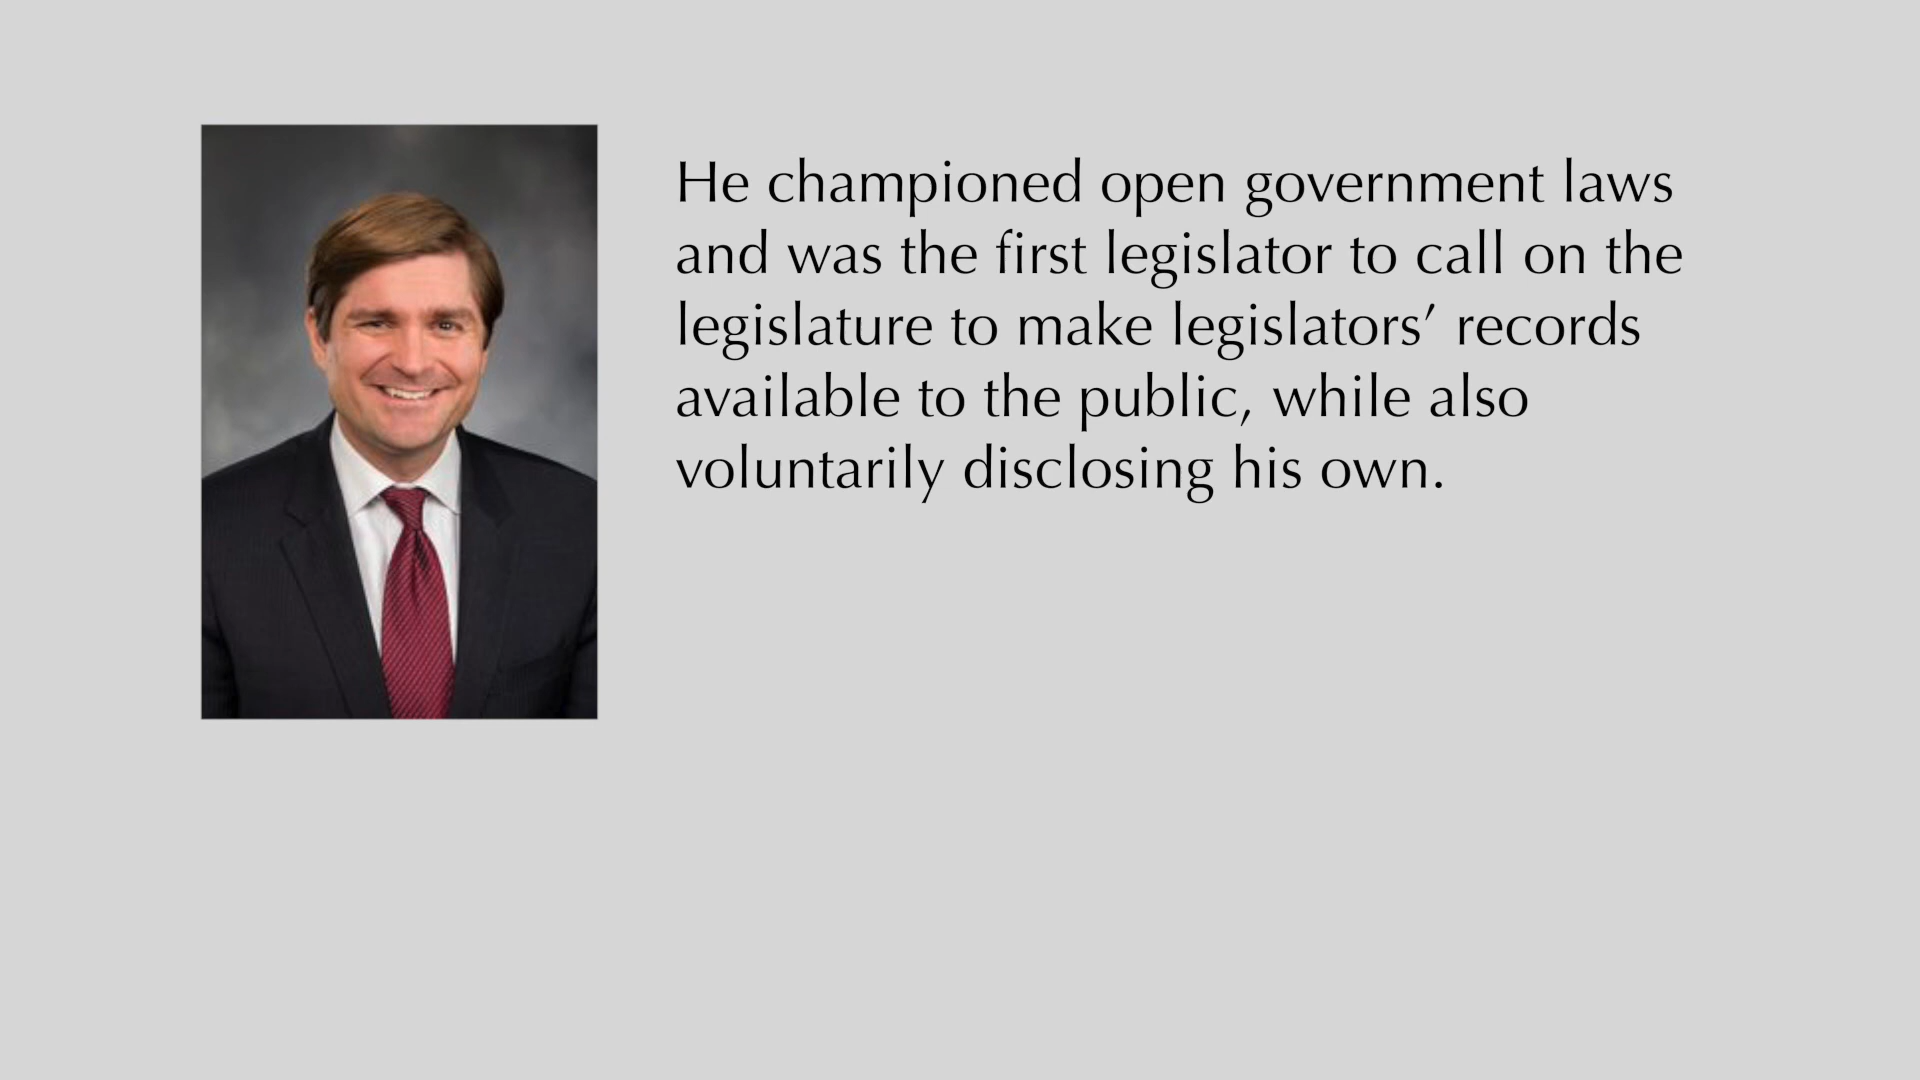 He championed open government laws
and was the first legislator to call on the
legislature to make legislators’ records
available to the public, while also
voluntarily disclosing his own.